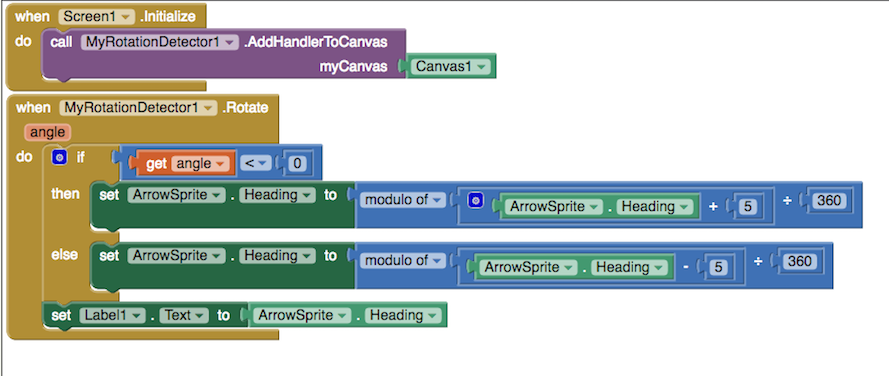 when Screen1 .Initialize
do call MyRotationDetector1 .AddHandlerToCanvas
myCanvas Canvas1
when MyRotationDetector1 .Rotate
angle
do if get angle < 0
then set ArrowSprite . Heading to modulo of ArrowSprite . Heading + 5 ÷ 360
else set ArrowSprite . Heading to modulo of ArrowSprite . Heading - 5 ÷ 360
set Label1 . Text to ArrowSprite . Heading